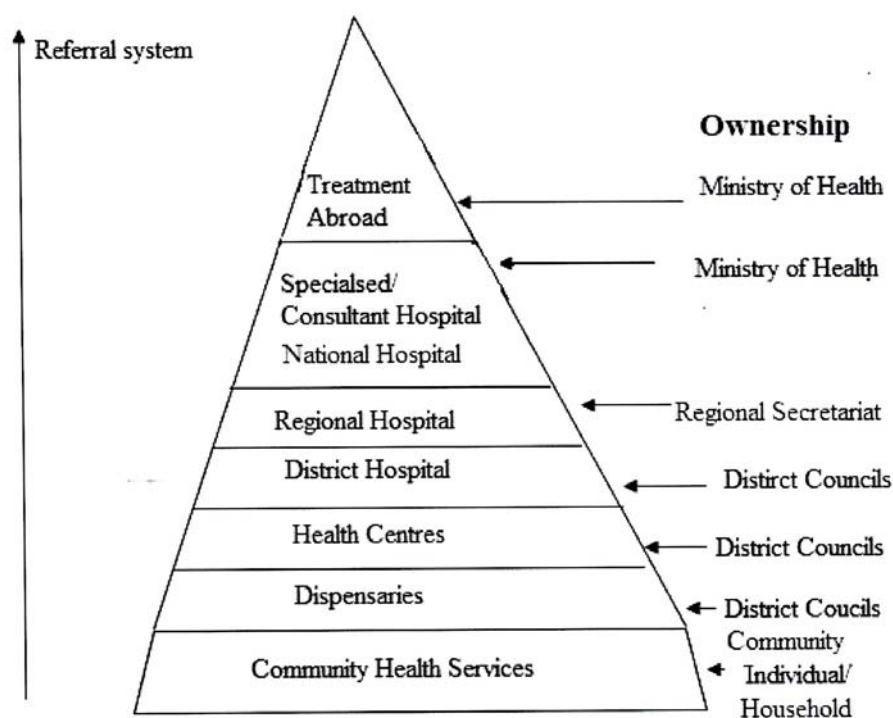 Referral system
Ownership
Treatment
Abroad
Ministry of Health
Specialsed/
Consultant Hospital
National Hospital
Ministry of Health
Regional Hospital
Regional Secretariat
District Hospital
Distirct Councils
Health Centres
District Councils
Dispensaries
District Coucils
Community Health Services
Community
Individual/
Household